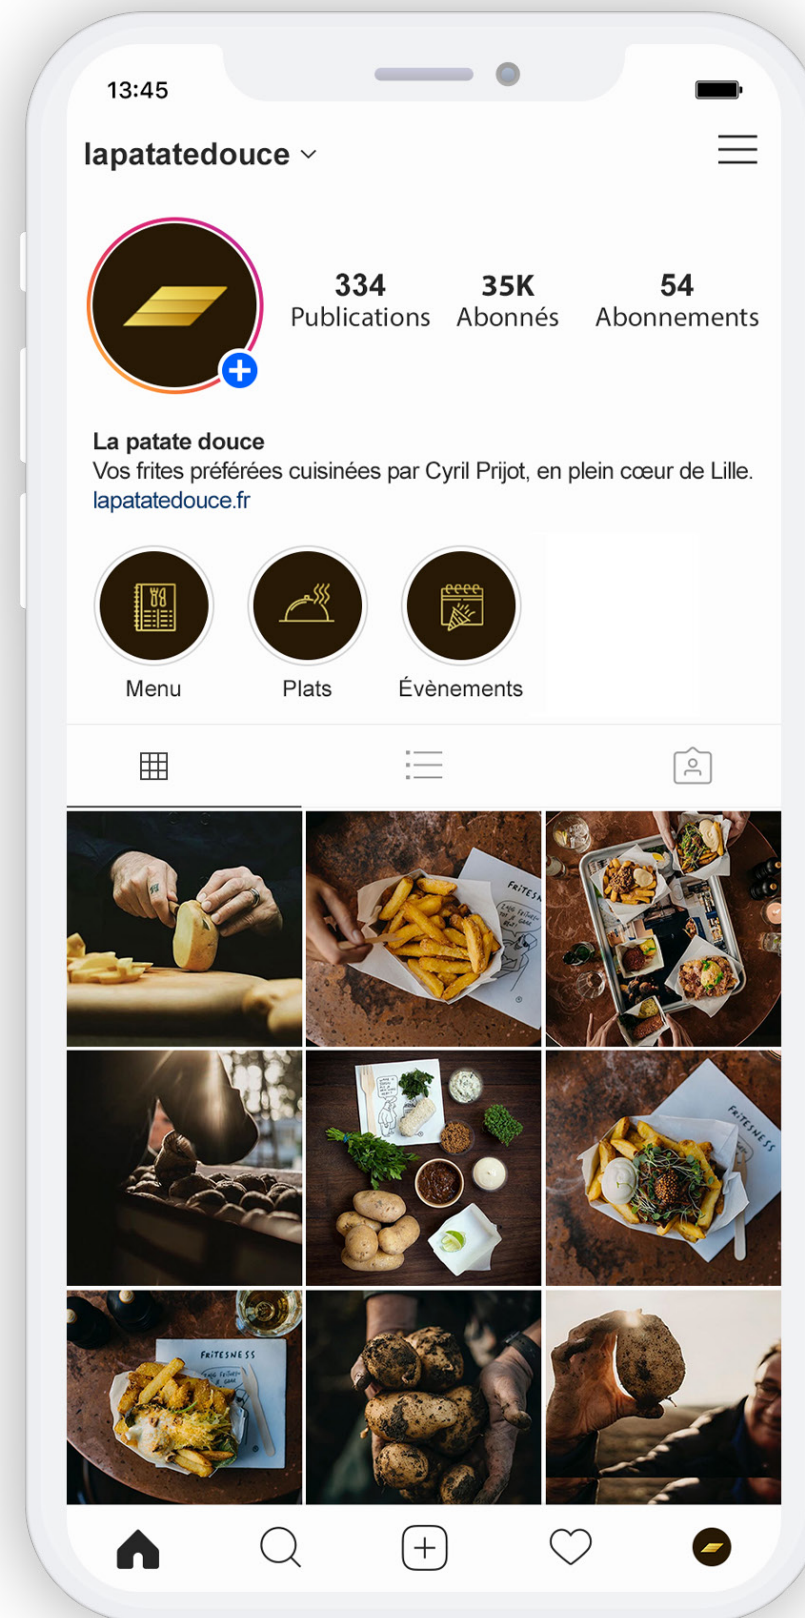 13:45
lapatatedouce
334
35K
54
Publications
Abonnés
Abonnements
La patate douce
Vos frites préférées cuisinées par Cyril Prijot, en plein cœur de Lille.
lapatatedouce.fr
Menu
Plats
Évènements
FRITESNESS
FRITESNESS